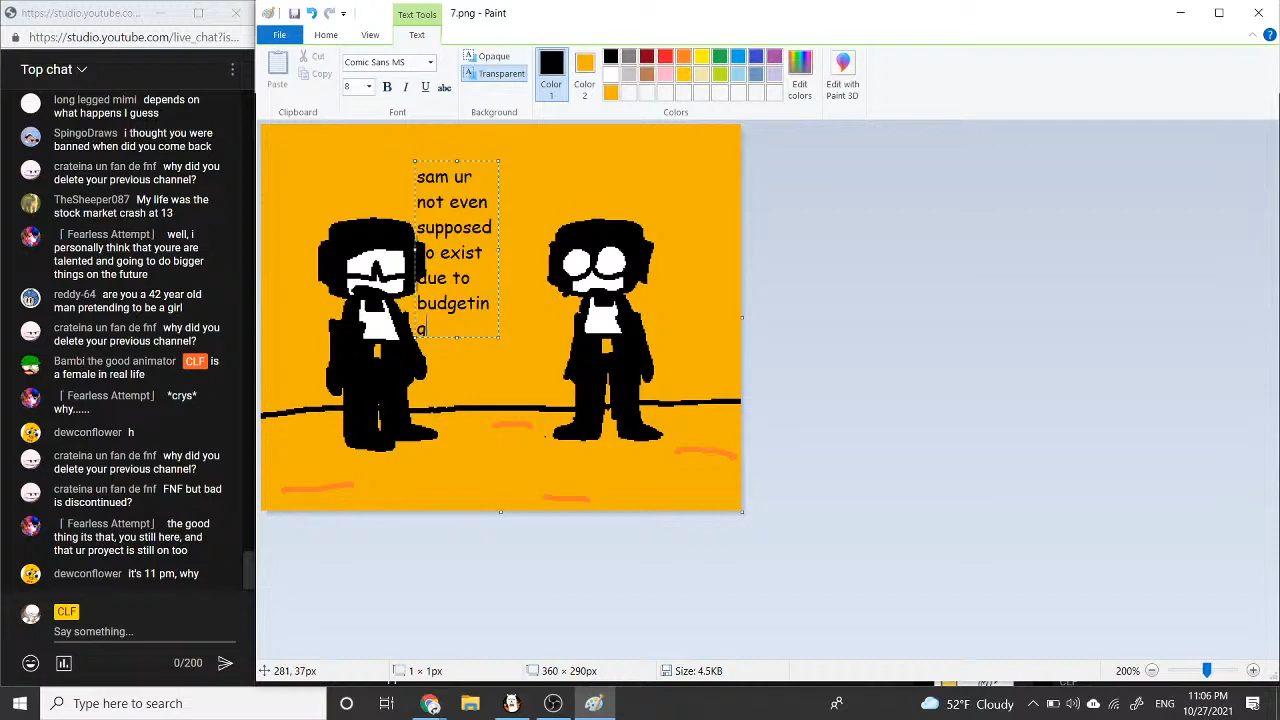 https://studio.youtube.co...
https://studio.youtube.com/live_chat?is...
Top chat
long legged mimi depends on
what happens I guess
SpingoDraws i thought you were
banned when did you come back
crateina un fan de fnf why did you
delete your previous channel?
TheSheeper087 My life was the
stock market crash at 13
「 Fearless Attempt」 well, i
personally think that youre are
talented and going to do bigger
things on the future
reddy-64 are you a 42 year old
man pretending to be a girl
crateina un fan de fnf why did you
delete your previous channel?
Bambi the good animator CLF is
a female in real life
「 Fearless Attempt」 *crys*
why......
dewconflower h
crateina un fan de fnf why did you
delete your previous channel?
crateina un fan de fnf FNF but bad
is discontinued?
「 Fearless Attempt」 the good
thing its that, you still here, and
that ur proyect is still on too
dewconflower it's 11 pm, why
CLF
Say something...
0/200
Text Tools
7.png - Paint
File
Home
View
Text
Paste
Cut
Copy
Clipboard
Comic Sans MS
8
B I U abc
Font
Opaque
Transparent
Background
Color
1
Color
2
Edit
colors
Edit with
Paint 3D
Colors
sam ur
not even
supposed
to exist
due to
budgetin
g
281, 37px
1 × 1px
360 × 290px
Size: 4.5KB
200%
Type here to search
52°F Cloudy
ENG
11:06 PM
10/27/2021